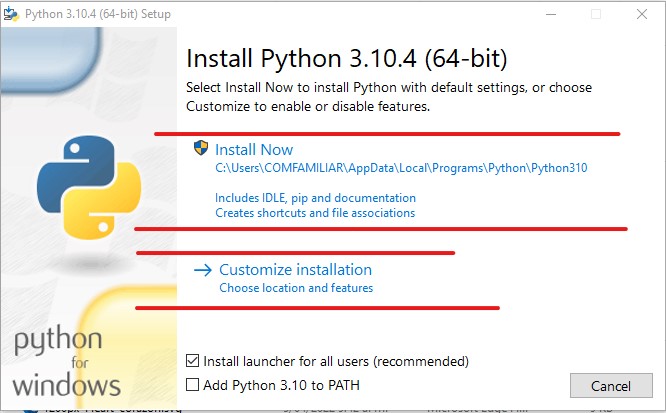 Python 3.10.4 (64-bit) Setup
Install Python 3.10.4 (64-bit)
Select Install Now to install Python with default settings, or choose
Customize to enable or disable features.
Install Now
C:\Users\COMFAMILIAR\AppData\Local\Programs\Python\Python310
Includes IDLE, pip and documentation
Creates shortcuts and file associations
Customize installation
Choose location and features
python
for
windows
Install launcher for all users (recommended)
Add Python 3.10 to PATH
Cancel